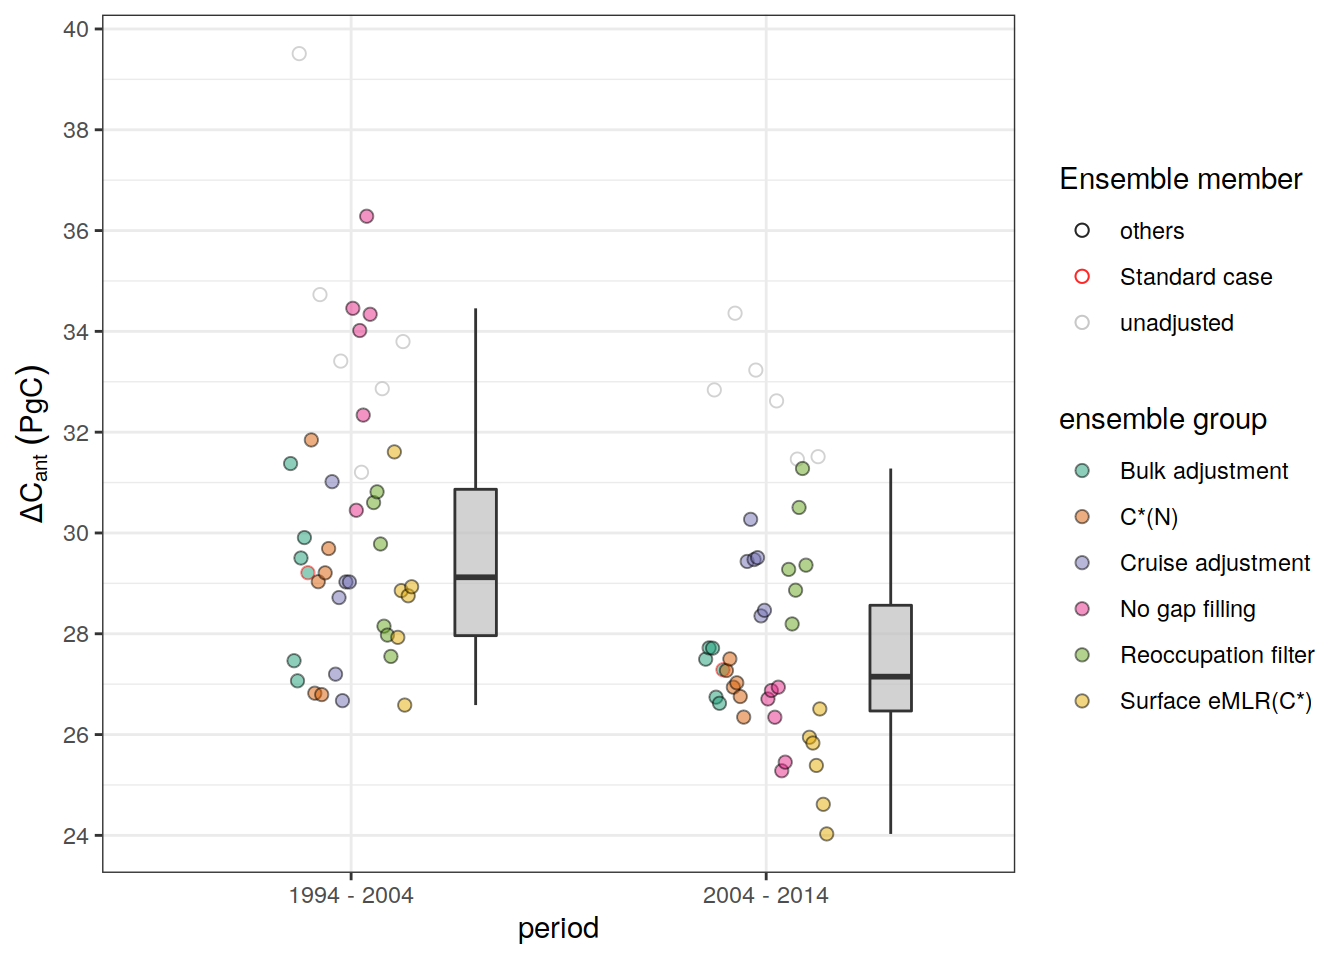 40
38
36
34
32
30
28
26
24
ΔCant (PgC)
1994 - 2004
2004 - 2014
period
Ensemble member
others
Standard case
unadjusted
ensemble group
Bulk adjustment
C*(N)
Cruise adjustment
No gap filling
Reoccupation filter
Surface eMLR(C*)